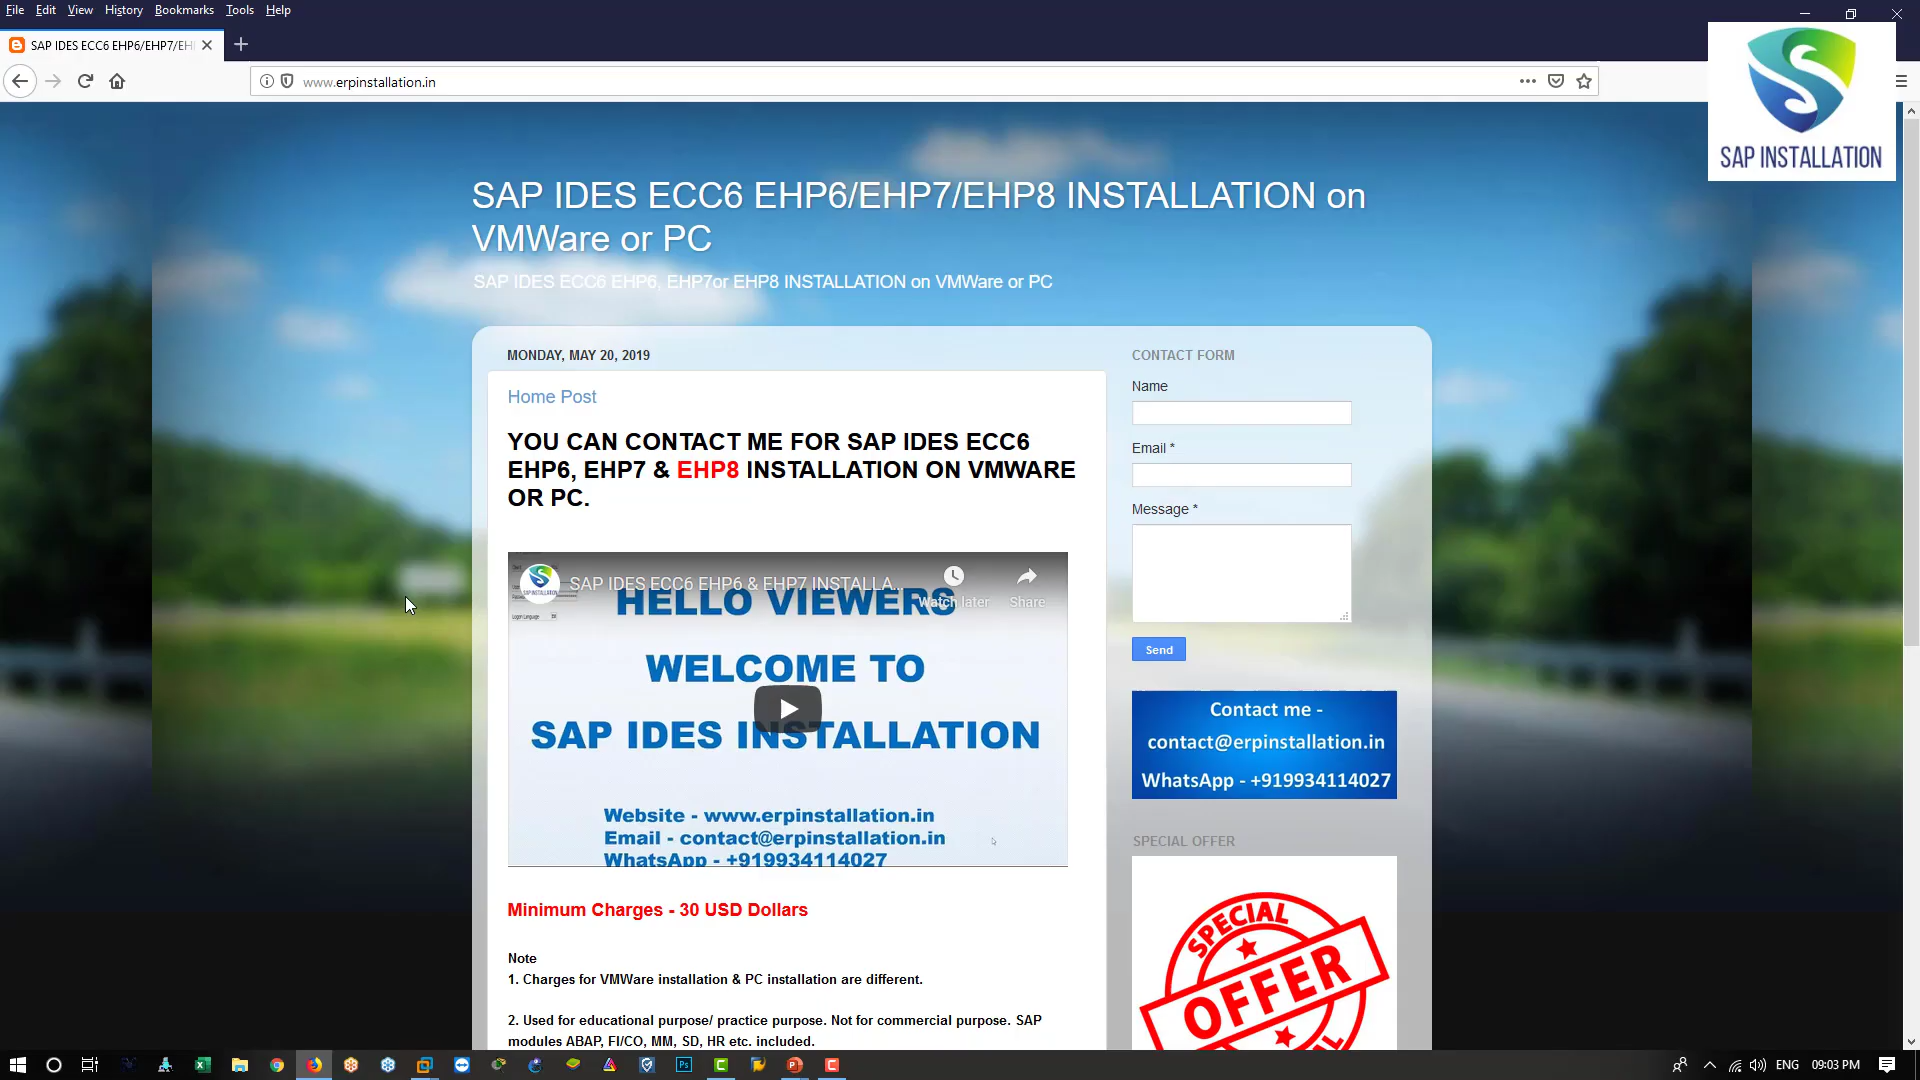 File Edit View History Bookmarks Tools Help
SAP IDES ECC6 EHP6/EHP7/EH
www.erpinstallation.in
SAP INSTALLATION
SAP IDES ECC6 EHP6/EHP7/EHP8 INSTALLATION on
VMWare or PC
SAP IDES ECC6 EHP6, EHP7or EHP8 INSTALLATION on VMWare or PC
MONDAY, MAY 20, 2019
Home Post
YOU CAN CONTACT ME FOR SAP IDES ECC6
EHP6, EHP7 & EHP8 INSTALLATION ON VMWARE
OR PC.
SAP IDES ECC6 EHP6 & EHP7 INSTALLA...
Watch later
Share
HELLO VIEWERS
WELCOME TO
SAP IDES INSTALLATION
Website - www.erpinstallation.in
Email - contact@erpinstallation.in
WhatsApp - +919934114027
Minimum Charges - 30 USD Dollars
Note
1. Charges for VMWare installation & PC installation are different.
2. Used for educational purpose/ practice purpose. Not for commercial purpose. SAP
modules ABAP, FI/CO, MM, SD, HR etc. included.
CONTACT FORM
Name
Email *
Message *
Send
Contact me -
contact@erpinstallation.in
WhatsApp - +919934114027
SPECIAL OFFER
SPECIAL
OFFER
ENG
09:03 PM